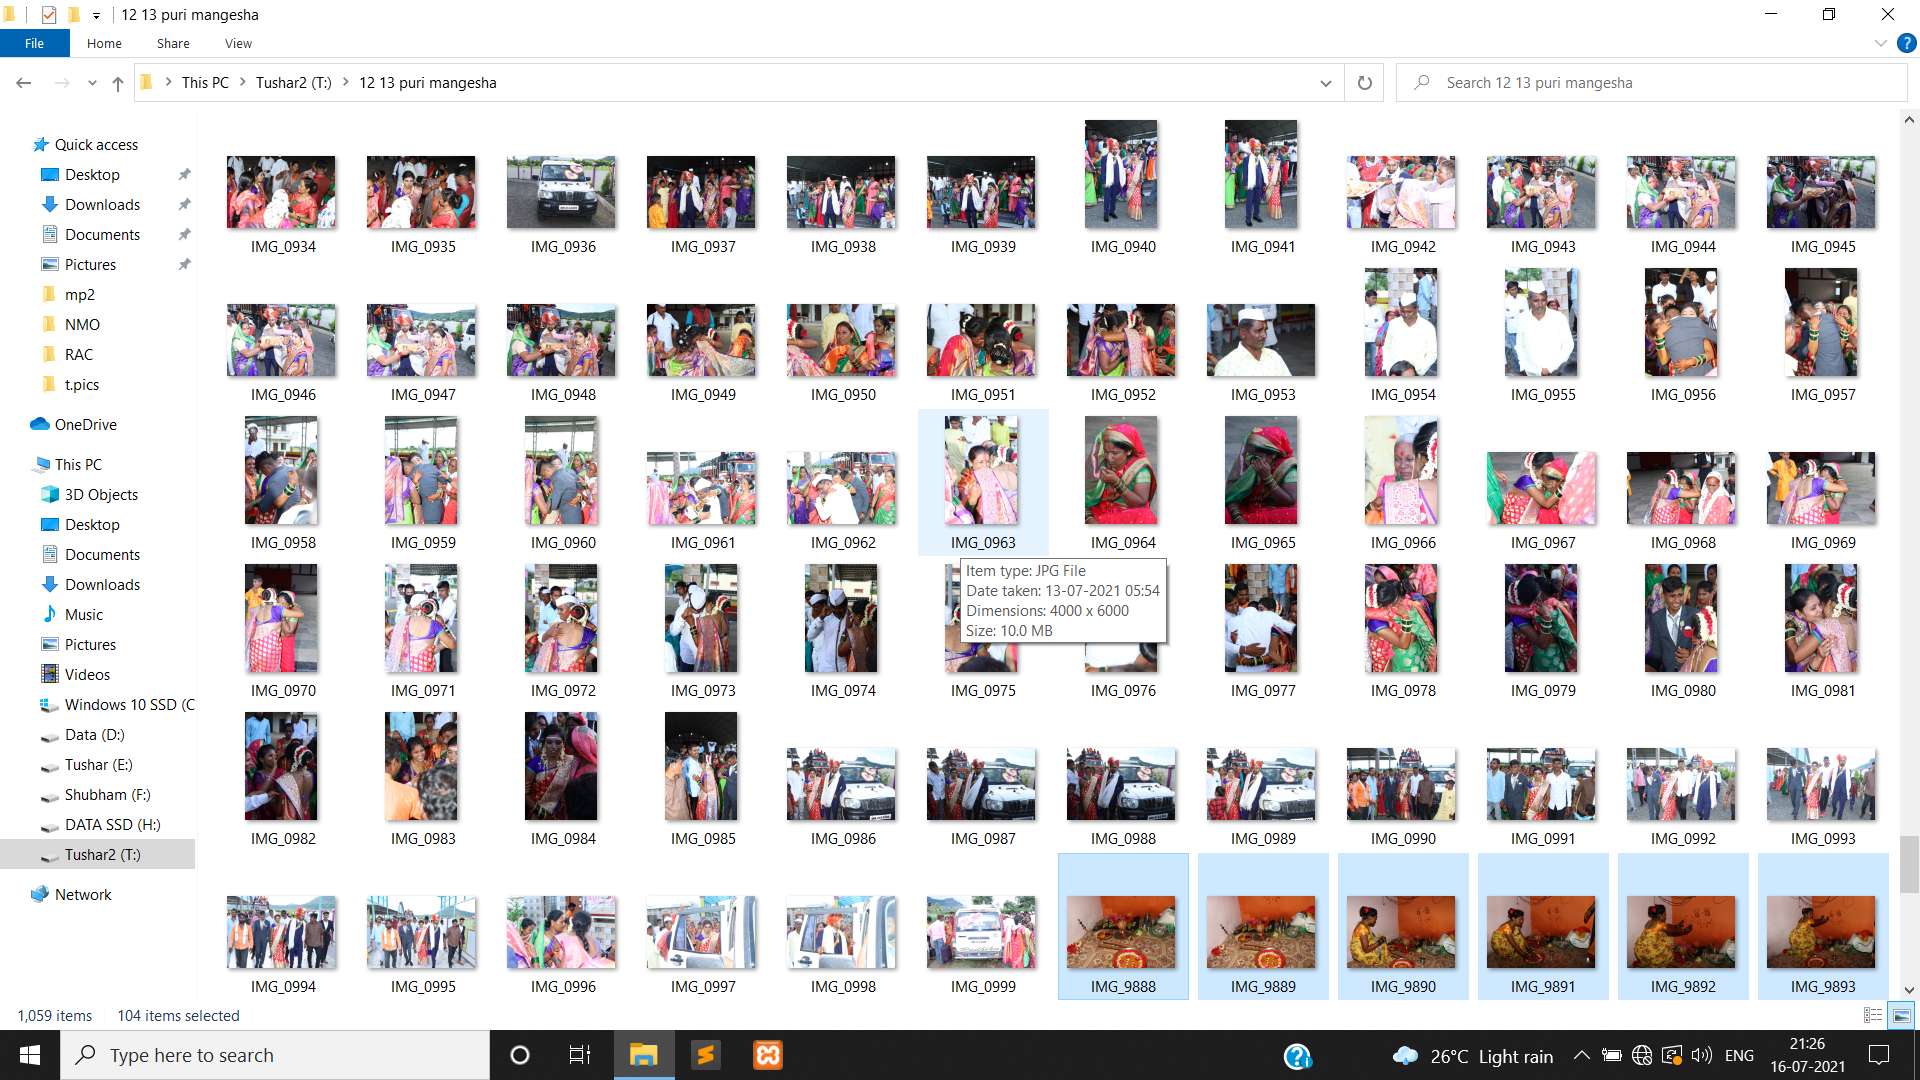 12 13 puri mangesha
File Home Share View
This PC Tushar2 (T:) 12 13 puri mangesha
Search 12 13 puri mangesha
Quick access
Desktop
Downloads
Documents
Pictures
mp2
NMO
RAC
t.pics
OneDrive
This PC
3D Objects
Desktop
Documents
Downloads
Music
Pictures
Videos
Windows 10 SSD (C
Data (D:)
Tushar (E:)
Shubham (F:)
DATA SSD (H:)
Tushar2 (T:)
Network
IMG_0934 IMG_0935 IMG_0936 IMG_0937 IMG_0938 IMG_0939 IMG_0940 IMG_0941 IMG_0942 IMG_0943 IMG_0944 IMG_0945
IMG_0946 IMG_0947 IMG_0948 IMG_0949 IMG_0950 IMG_0951 IMG_0952 IMG_0953 IMG_0954 IMG_0955 IMG_0956 IMG_0957
IMG_0958 IMG_0959 IMG_0960 IMG_0961 IMG_0962 IMG_0963 IMG_0964 IMG_0965 IMG_0966 IMG_0967 IMG_0968 IMG_0969
Item type: JPG File
Date taken: 13-07-2021 05:54
Dimensions: 4000 x 6000
Size: 10.0 MB
IMG_0970 IMG_0971 IMG_0972 IMG_0973 IMG_0974 IMG_0975 IMG_0976 IMG_0977 IMG_0978 IMG_0979 IMG_0980 IMG_0981
IMG_0982 IMG_0983 IMG_0984 IMG_0985 IMG_0986 IMG_0987 IMG_0988 IMG_0989 IMG_0990 IMG_0991 IMG_0992 IMG_0993
IMG_0994 IMG_0995 IMG_0996 IMG_0997 IMG_0998 IMG_0999 IMG_9888 IMG_9889 IMG_9890 IMG_9891 IMG_9892 IMG_9893
1,059 items 104 items selected
Type here to search
26°C Light rain
ENG
21:26
16-07-2021